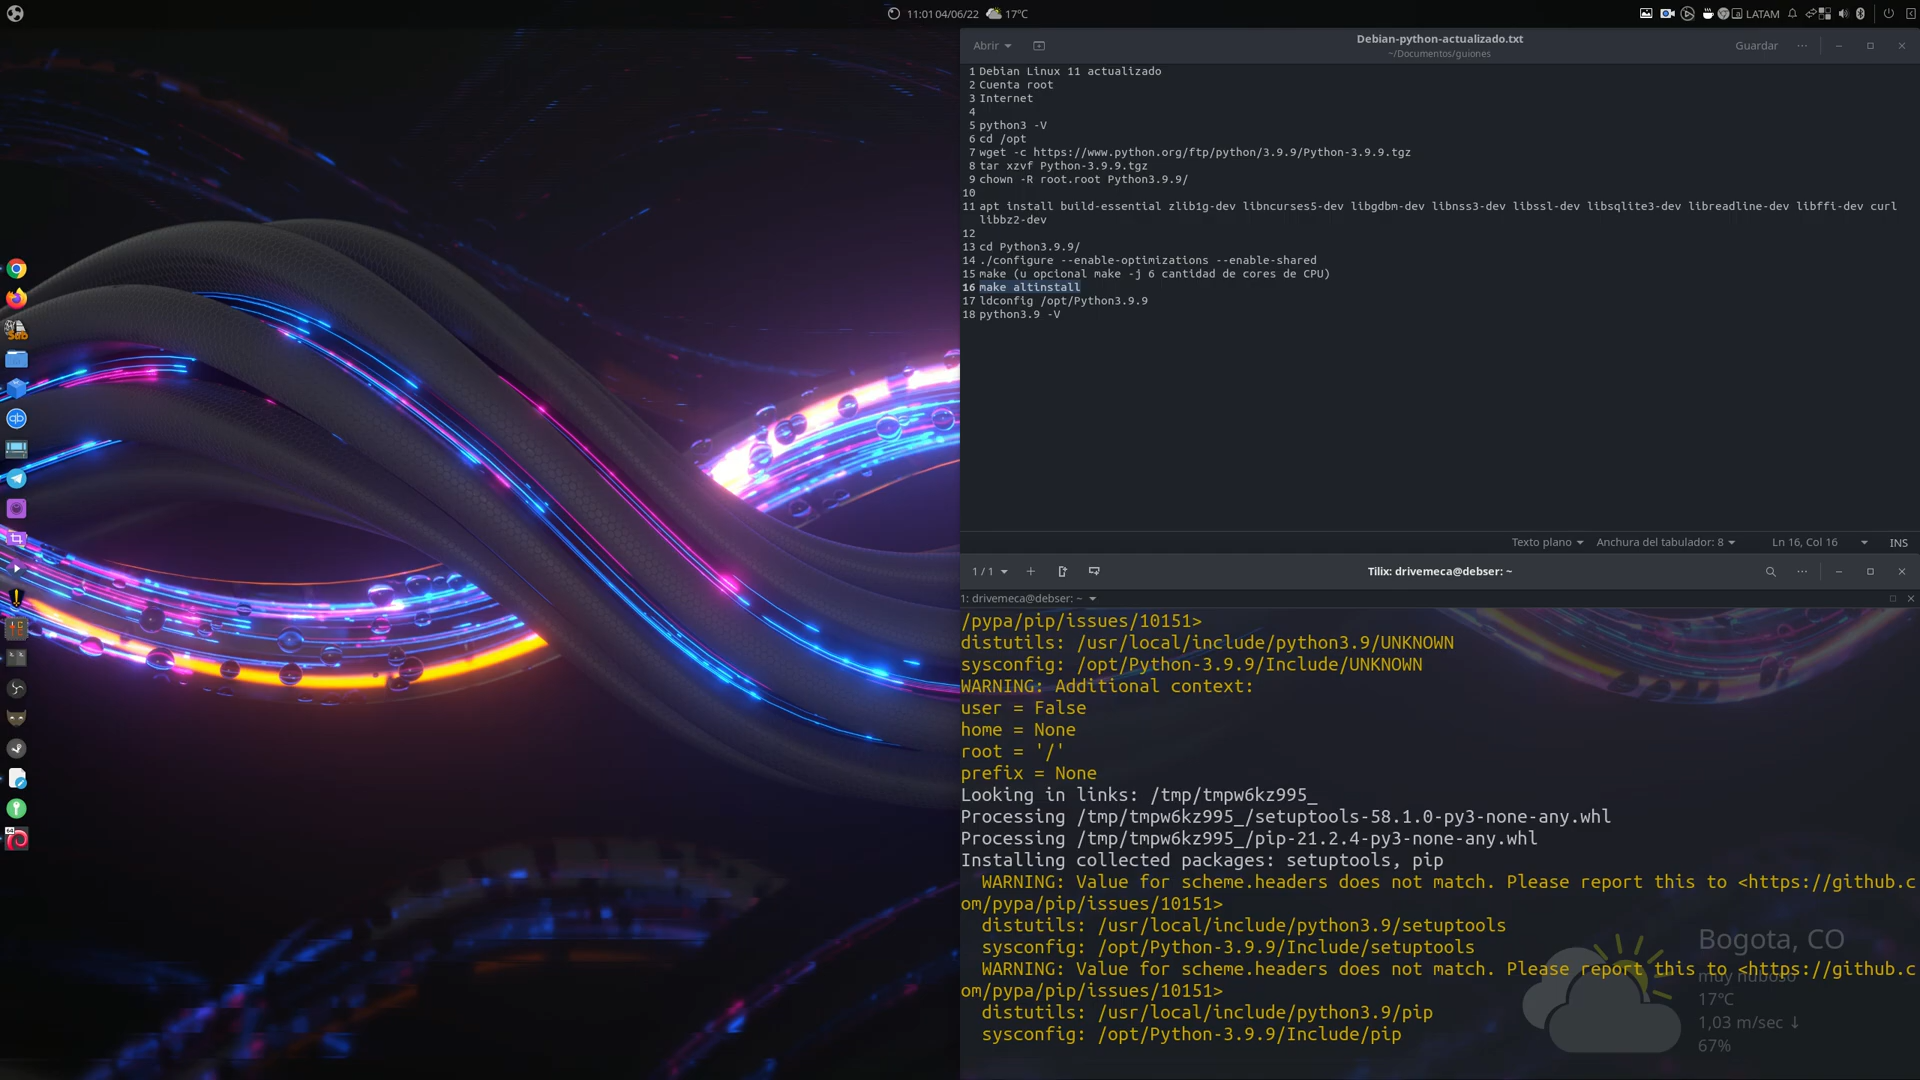 11:01 04/06/22 17°C
LATAM
Abrir
Debian-python-actualizado.txt
~/Documentos/guiones
Guardar
1 Debian Linux 11 actualizado
2 Cuenta root
3 Internet
4
5 python3 -V
6 cd /opt
7 wget -c https://www.python.org/ftp/python/3.9.9/Python-3.9.9.tgz
8 tar xzvf Python-3.9.9.tgz
9 chown -R root.root Python3.9.9/
10
11 apt install build-essential zlib1g-dev libncurses5-dev libgdbm-dev libnss3-dev libssl-dev libsqlite3-dev libreadline-dev libffi-dev curl
libbz2-dev
12
13 cd Python3.9.9/
14 ./configure --enable-optimizations --enable-shared
15 make (u opcional make -j 6 cantidad de cores de CPU)
16 make altinstall
17 ldconfig /opt/Python3.9.9
18 python3.9 -V
Texto plano Anchura del tabulador: 8 Ln 16, Col 16 INS
1 / 1 Tilix: drivemeca@debser: ~
1: drivemeca@debser: ~
/pypa/pip/issues/10151>
distutils: /usr/local/include/python3.9/UNKNOWN
sysconfig: /opt/Python-3.9.9/Include/UNKNOWN
WARNING: Additional context:
user = False
home = None
root = '/'
prefix = None
Looking in links: /tmp/tmpw6kz995_
Processing /tmp/tmpw6kz995_/setuptools-58.1.0-py3-none-any.whl
Processing /tmp/tmpw6kz995_/pip-21.2.4-py3-none-any.whl
Installing collected packages: setuptools, pip
WARNING: Value for scheme.headers does not match. Please report this to <https://github.c
om/pypa/pip/issues/10151>
distutils: /usr/local/include/python3.9/setuptools
sysconfig: /opt/Python-3.9.9/Include/setuptools
WARNING: Value for scheme.headers does not match. Please report this to <https://github.c
om/pypa/pip/issues/10151>
distutils: /usr/local/include/python3.9/pip
sysconfig: /opt/Python-3.9.9/Include/pip
Bogota, CO
muy nuboso
17°C
1,03 m/sec ↓
67%